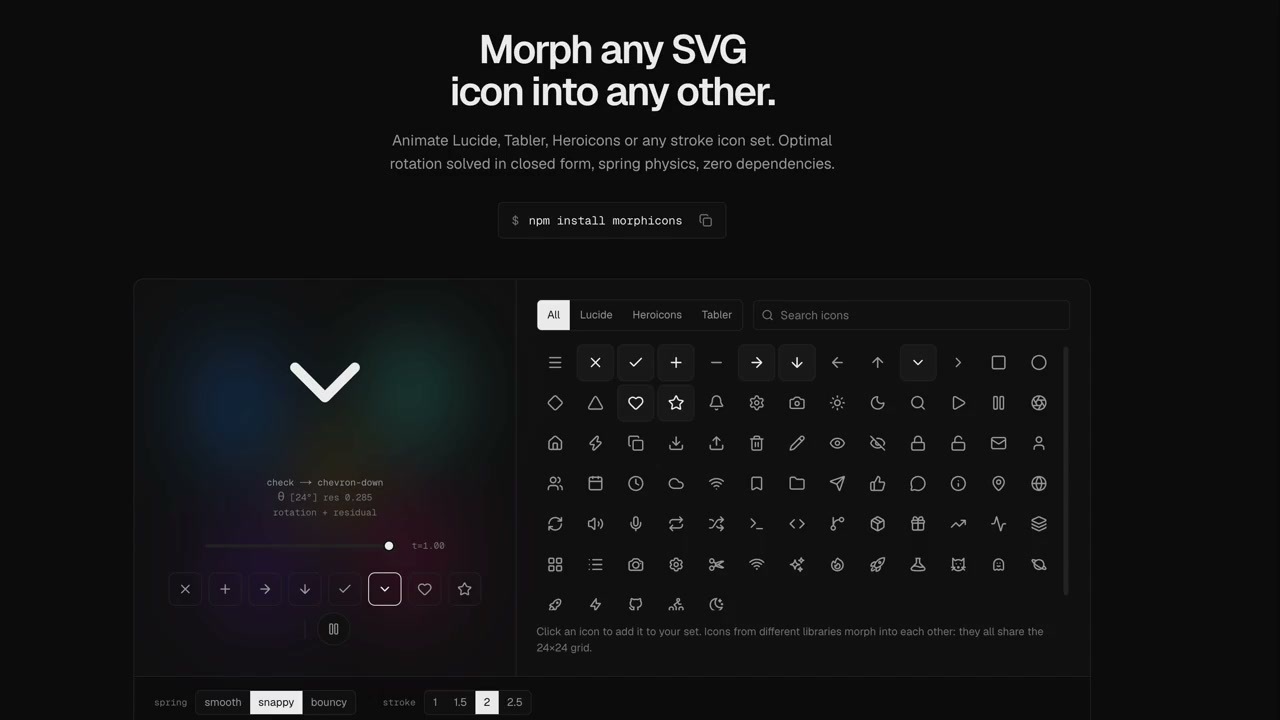 Morph any SVG
icon into any other.
Animate Lucide, Tabler, Heroicons or any stroke icon set. Optimal
rotation solved in closed form, spring physics, zero dependencies.
$ npm install morphicons
All Lucide Heroicons Tabler Search icons
check → chevron-down
θ [24°] res 0.285
rotation + residual
t=1.00
Click an icon to add it to your set. Icons from different libraries morph into each other: they all share the
24×24 grid.
spring smooth snappy bouncy stroke 1 1.5 2 2.5